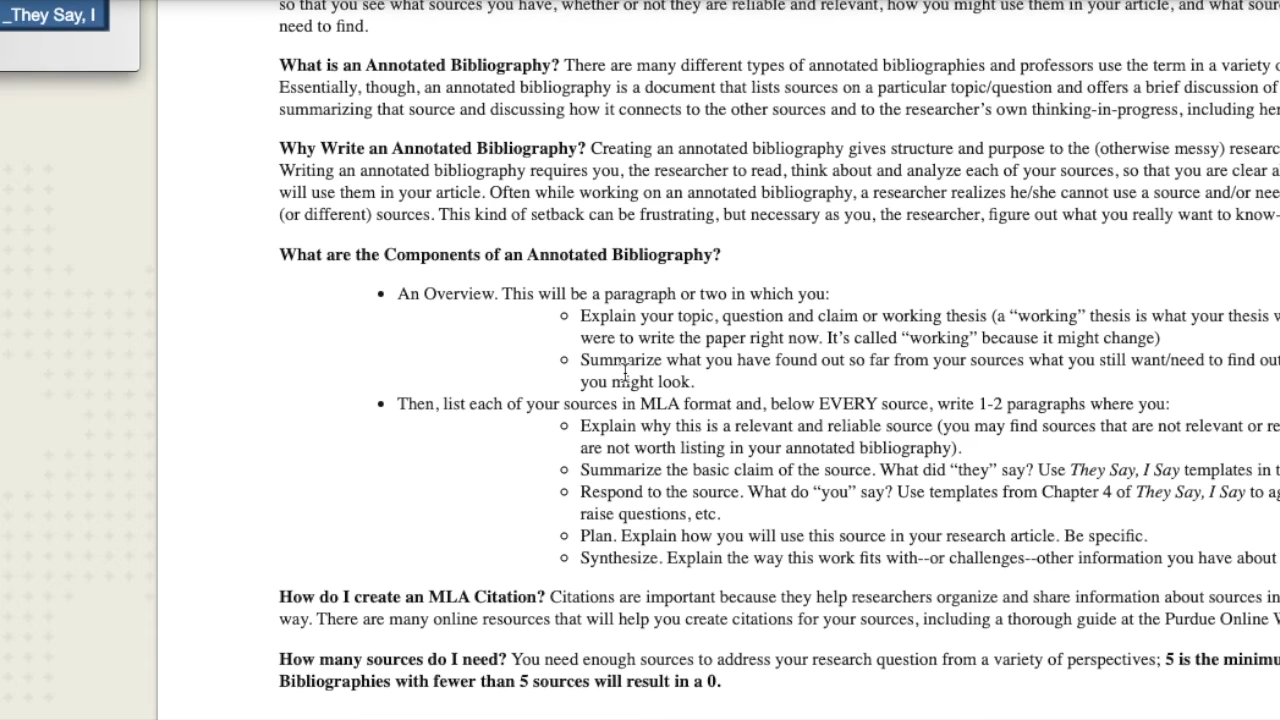 _They Say, I
so that you see what sources you have, whether or not they are reliable and relevant, how you might use them in your article, and what
need to find.
What is an Annotated Bibliography? There are many different types of annotated bibliographies and professors use the term in a variety
Essentially, though, an annotated bibliography is a document that lists sources on a particular topic/question and offers a brief discussion of
summarizing that source and discussing how it connects to the other sources and to the researcher’s own thinking-in-progress, including
Why Write an Annotated Bibliography? Creating an annotated bibliography gives structure and purpose to the (otherwise messy)
Writing an annotated bibliography requires you, the researcher to read, think about and analyze each of your sources, so that you are clear
will use them in your article. Often while working on an annotated bibliography, a researcher realizes he/she cannot use a source and/or
(or different) sources. This kind of setback can be frustrating, but necessary as you, the researcher, figure out what you really want to know-
What are the Components of an Annotated Bibliography?
• An Overview. This will be a paragraph or two in which you:
○ Explain your topic, question and claim or working thesis (a “working” thesis is what your thesis
were to write the paper right now. It’s called “working” because it might change)
○ Summarize what you have found out so far from your sources what you still want/need to find out
you might look.
• Then, list each of your sources in MLA format and, below EVERY source, write 1-2 paragraphs where you:
○ Explain why this is a relevant and reliable source (you may find sources that are not relevant or
are not worth listing in your annotated bibliography).
○ Summarize the basic claim of the source. What did “they” say? Use They Say, I Say templates in
○ Respond to the source. What do “you” say? Use templates from Chapter 4 of They Say, I Say to
raise questions, etc.
○ Plan. Explain how you will use this source in your research article. Be specific.
○ Synthesize. Explain the way this work fits with--or challenges--other information you have about
How do I create an MLA Citation? Citations are important because they help researchers organize and share information about sources in
way. There are many online resources that will help you create citations for your sources, including a thorough guide at the Purdue Online
How many sources do I need? You need enough sources to address your research question from a variety of perspectives; 5 is the
Bibliographies with fewer than 5 sources will result in a 0.